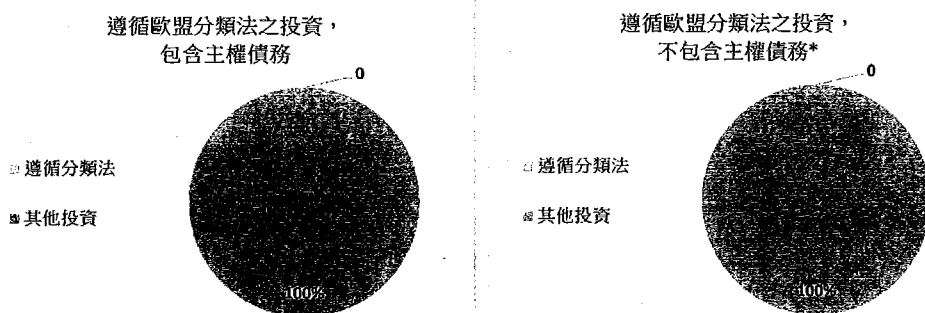 遵循歐盟分類法之投資，
包含主權債務
0
遵循分類法
其他投資
100%
遵循歐盟分類法之投資，
不包含主權債務*
0
遵循分類法
其他投資
100%